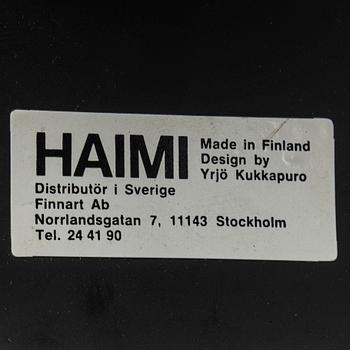 HAIMI
Made in Finland
Design by
Yrjö Kukkapuro
Distributör i Sverige
Finnart Ab
Norrlandsgatan 7, 11143 Stockholm
Tel. 24 41 90